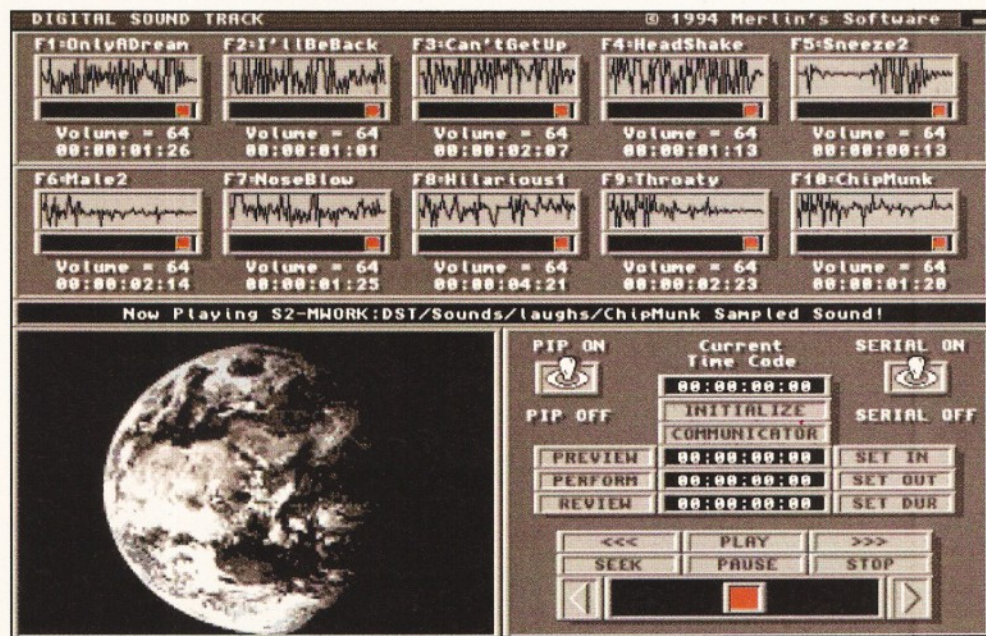 DIGITAL SOUND TRACK © 1994 Merlin's Software
F1=OnlyADream F2=I'llBeBack F3=Can'tGetUp F4=HeadShake F5=Sneeze2
Volume = 64 Volume = 64 Volume = 64 Volume = 64 Volume = 64
00:00:01:26 00:00:01:01 00:00:02:07 00:00:01:13 00:00:00:13
F6=Male2 F7=NoseBlow F8=Hilarious1 F9=Throaty F10=ChipMunk
Volume = 64 Volume = 64 Volume = 64 Volume = 64 Volume = 64
00:00:02:14 00:00:01:25 00:00:04:21 00:00:02:23 00:00:01:20
Now Playing S2-MWORK:DST/Sounds/laughs/ChipMunk Sampled Sound!
PIP ON Current SERIAL ON
Time Code
00:00:00:00
PIP OFF INITIALIZE SERIAL OFF
COMMUNICATOR
PREVIEW 00:00:00:00 SET IN
PERFORM 00:00:00:00 SET OUT
REVIEW 00:00:00:00 SET DUR
<<< PLAY >>>
SEEK PAUSE STOP